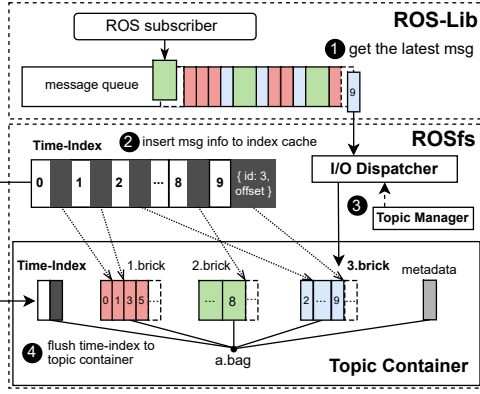 ROS-Lib
ROS subscriber
1 get the latest msg
message queue
9
Time-Index
2 insert msg info to index cache
ROSfs
0 1 2 ... 8 9 { id: 3, offset }
I/O Dispatcher
3
Topic Manager
Time-Index
1.brick
2.brick
3.brick
metadata
0 1 3 5 ...
... 8 ...
2 ... 9 ...
4 flush time-index to
topic container
a.bag
Topic Container